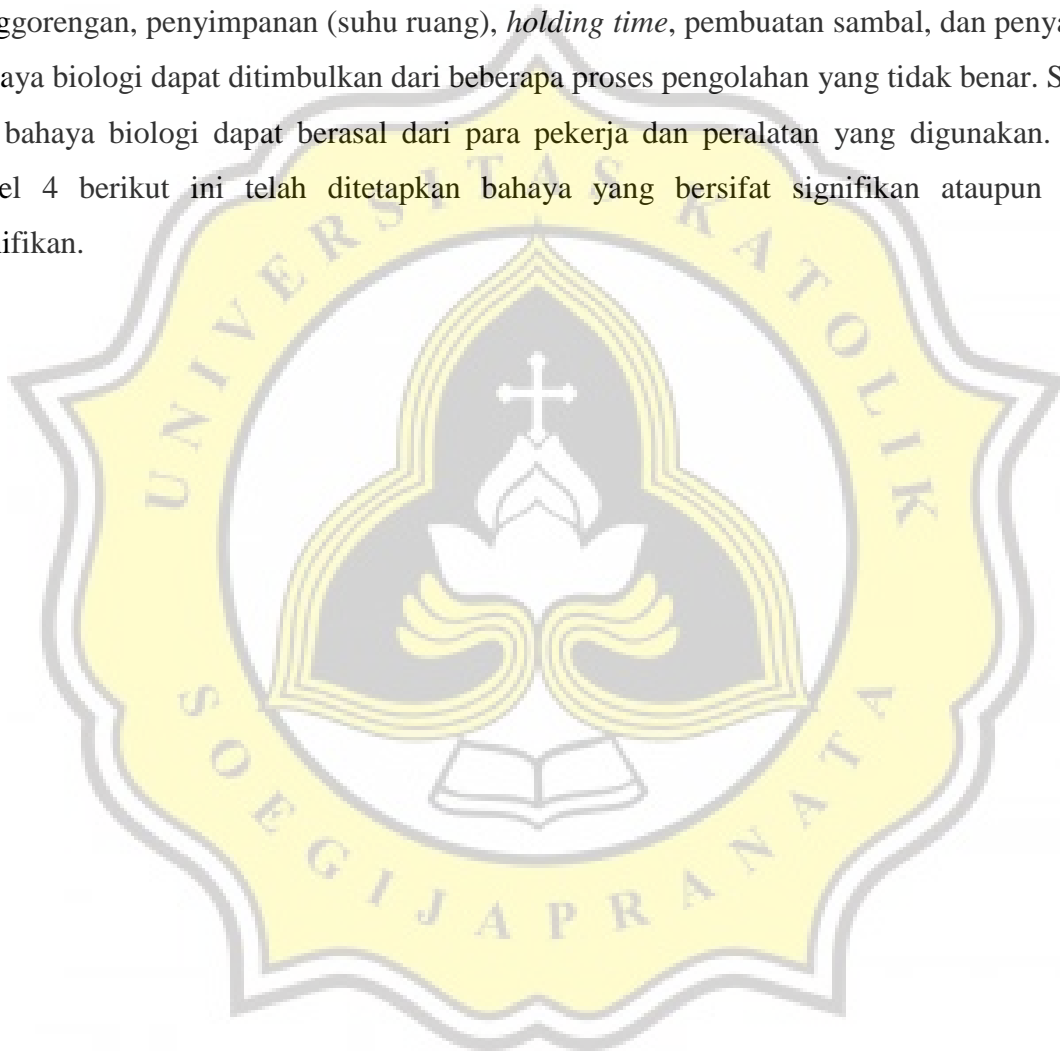 nggorengan, penyimpanan (suhu ruang), holding time, pembuatan sambal, dan penya
aya biologi dapat ditimbulkan dari beberapa proses pengolahan yang tidak benar. S
bahaya biologi dapat berasal dari para pekerja dan peralatan yang digunakan.
el 4 berikut ini telah ditetapkan bahaya yang bersifat signifikan ataupun
ifikan.
UNIVERSITAS KATOLIK
SOEGIJAPRANATA